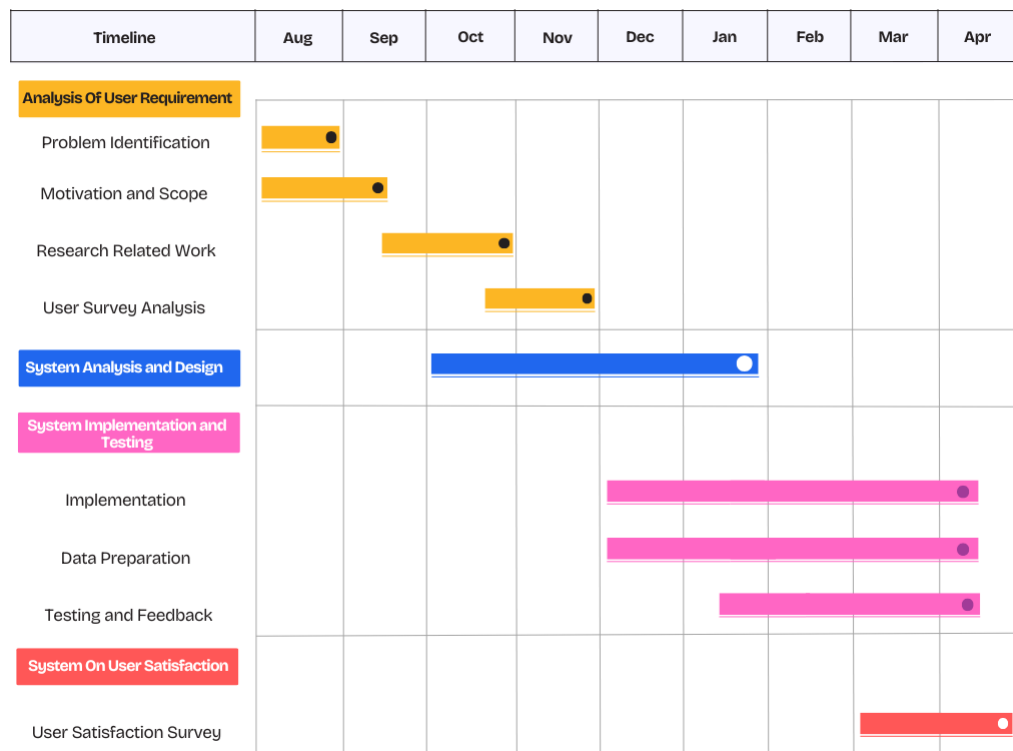 Timeline Aug Sep Oct Nov Dec Jan Feb Mar Apr
Analysis Of User Requirement
Problem Identification
Motivation and Scope
Research Related Work
User Survey Analysis
System Analysis and Design
System Implementation and
Testing
Implementation
Data Preparation
Testing and Feedback
System On User Satisfaction
User Satisfaction Survey